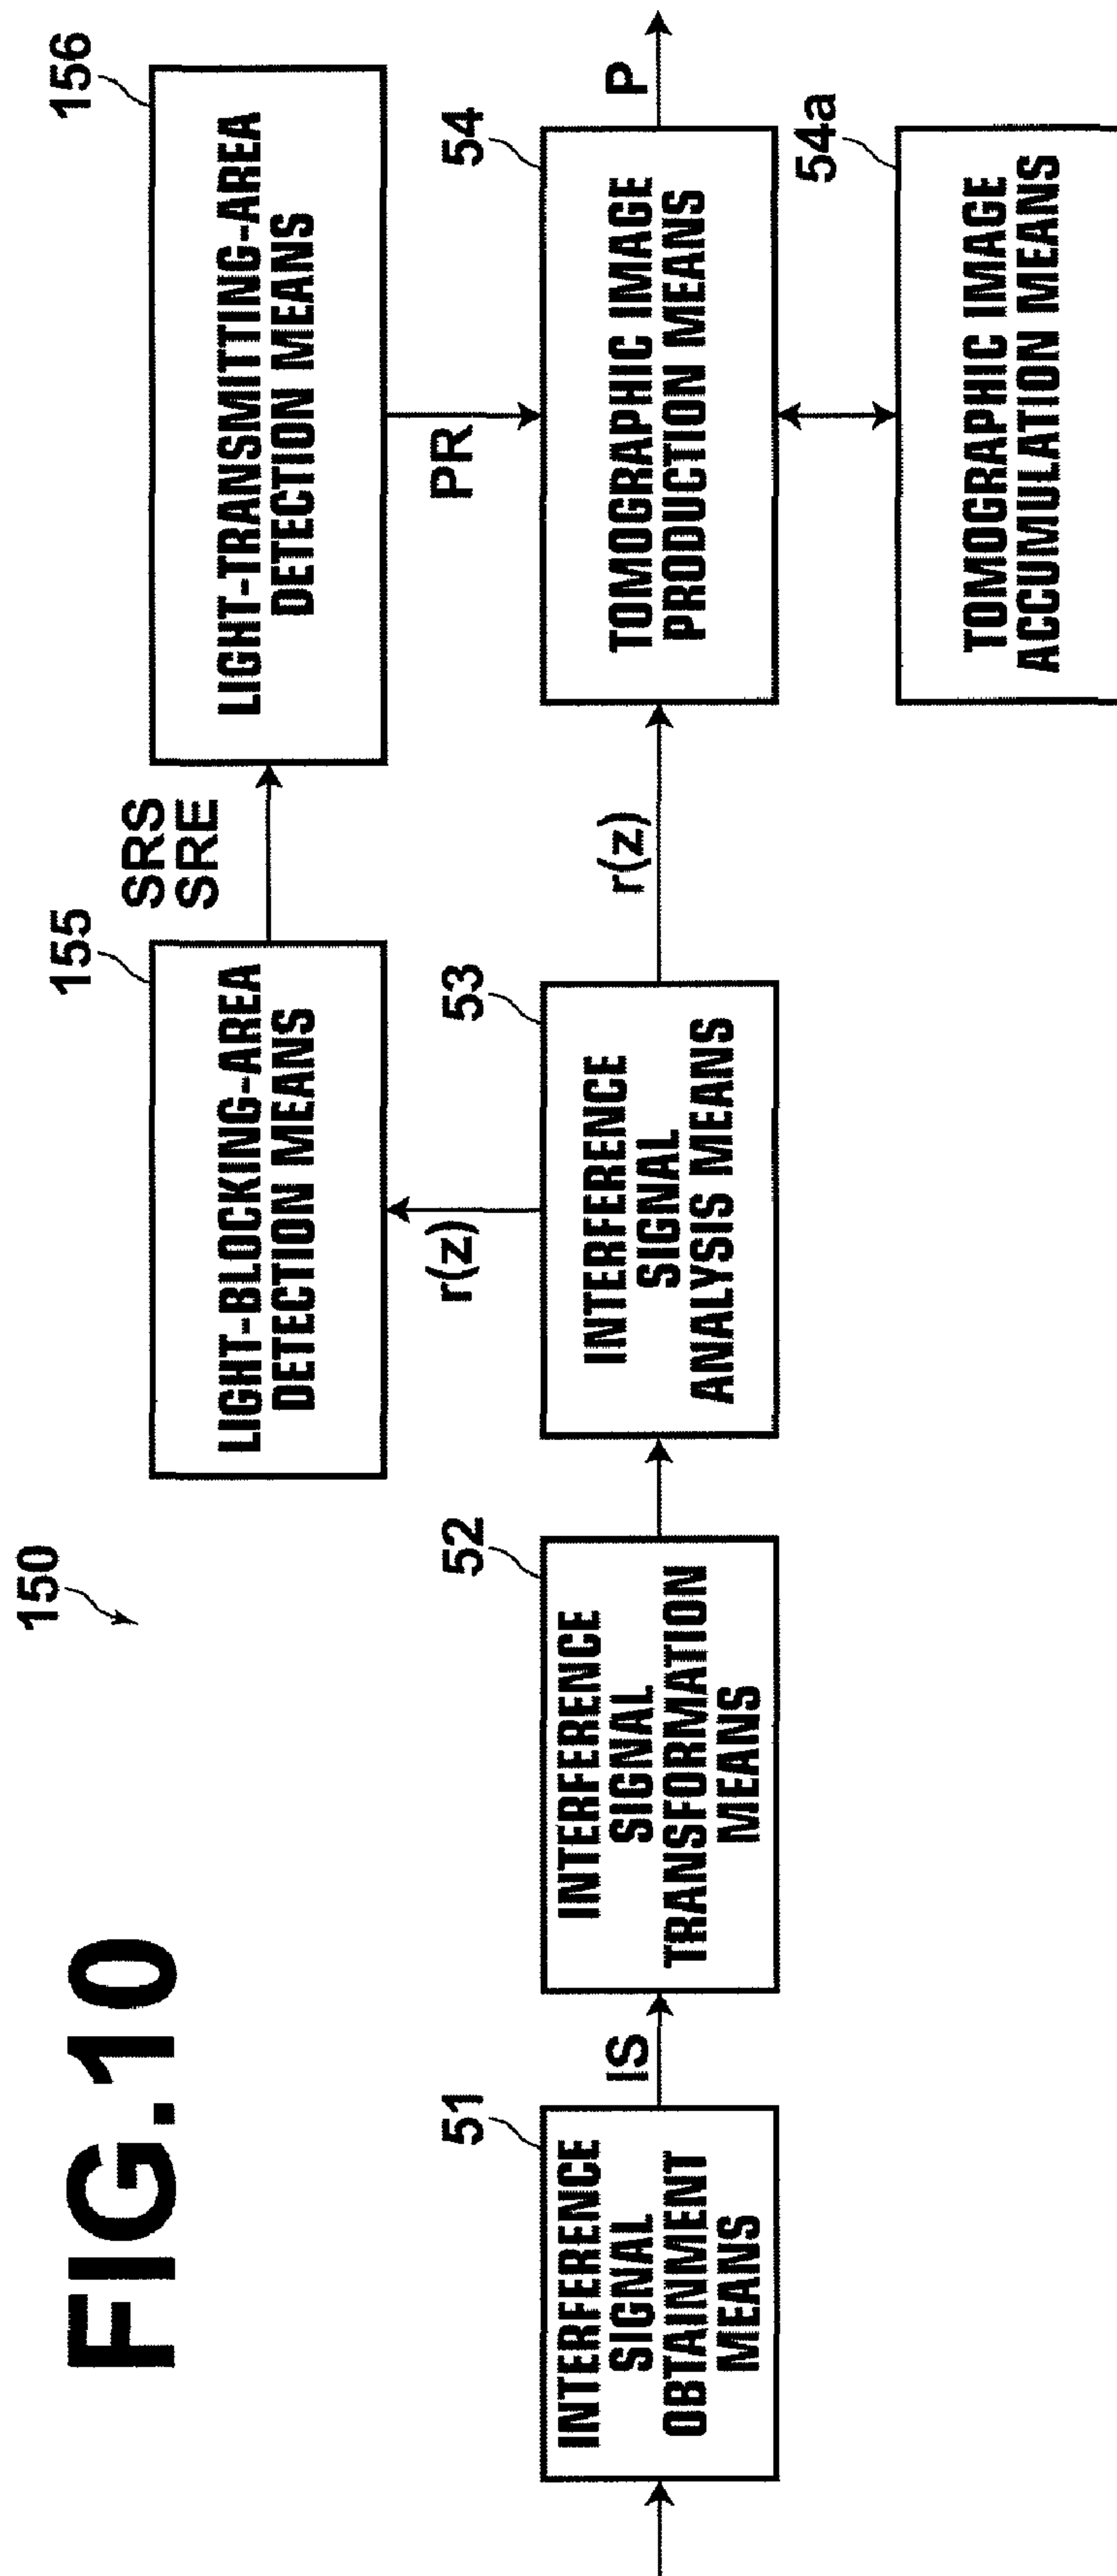 FIG.10
150
155
LIGHT-BLOCKING-AREA
DETECTION MEANS
SRS
SRE
156
LIGHT-TRANSMITTING-AREA
DETECTION MEANS
r(z)
PR
51
INTERFERENCE
SIGNAL
OBTAINMENT
MEANS
IS
52
INTERFERENCE
SIGNAL
TRANSFORMATION
MEANS
53
INTERFERENCE
SIGNAL
ANALYSIS MEANS
r(z)
54
TOMOGRAPHIC IMAGE
PRODUCTION MEANS
P
54a
TOMOGRAPHIC IMAGE
ACCUMULATION MEANS